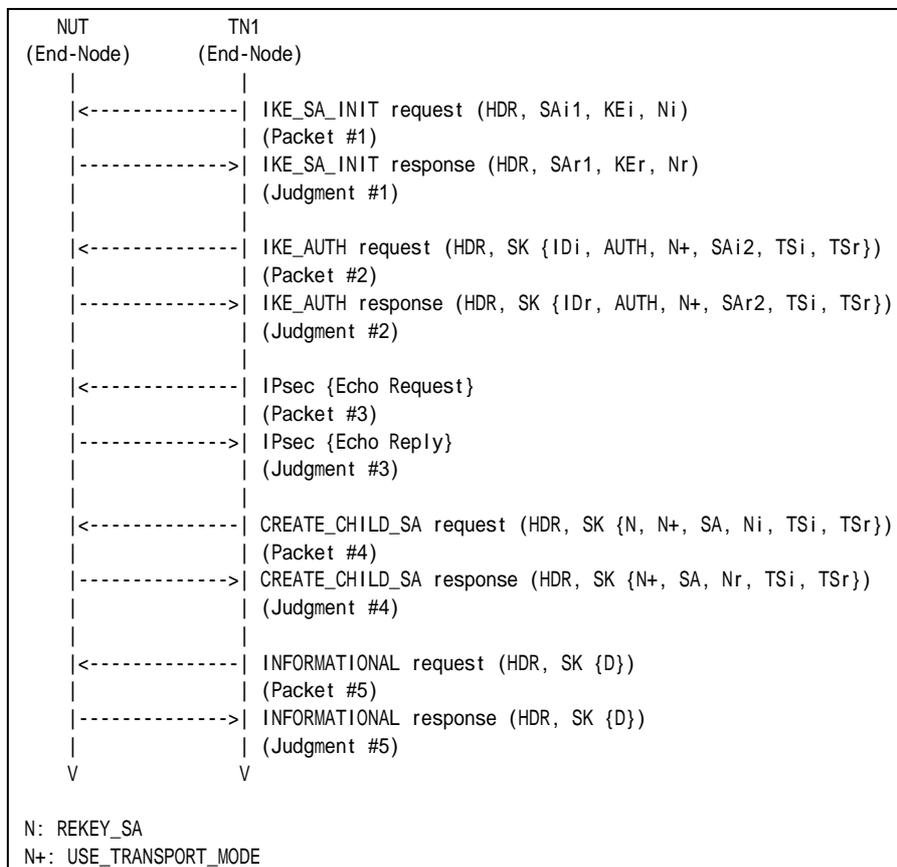 NUT                    TN1
(End-Node)        (End-Node)
|                    |
|<--------------| IKE_SA_INIT request (HDR, SAi1, KEi, Ni)
|                    | (Packet #1)
|-------------->| IKE_SA_INIT response (HDR, SAr1, KEr, Nr)
|                    | (Judgment #1)
|                    |
|<--------------| IKE_AUTH request (HDR, SK {IDi, AUTH, N+, SAi2, TSi, TSr})
|                    | (Packet #2)
|-------------->| IKE_AUTH response (HDR, SK {IDr, AUTH, N+, SAr2, TSi, TSr})
|                    | (Judgment #2)
|                    |
|<--------------| IPsec {Echo Request}
|                    | (Packet #3)
|-------------->| IPsec {Echo Reply}
|                    | (Judgment #3)
|                    |
|<--------------| CREATE_CHILD_SA request (HDR, SK {N, N+, SA, Ni, TSi, TSr})
|                    | (Packet #4)
|-------------->| CREATE_CHILD_SA response (HDR, SK {N+, SA, Nr, TSi, TSr})
|                    | (Judgment #4)
|                    |
|<--------------| INFORMATIONAL request (HDR, SK {D})
|                    | (Packet #5)
|-------------->| INFORMATIONAL response (HDR, SK {D})
|                    | (Judgment #5)
V                    V
N: REKEY_SA
N+: USE_TRANSPORT_MODE